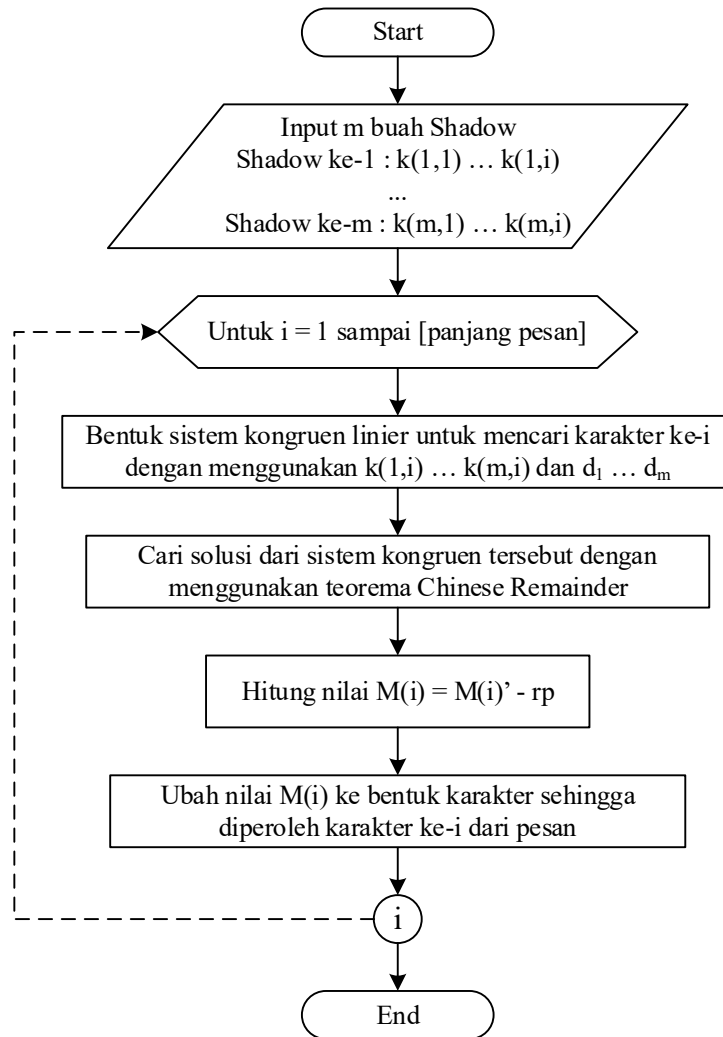 Start
Input m buah Shadow
Shadow ke-1 : k(1,1) … k(1,i)
...
Shadow ke-m : k(m,1) … k(m,i)
Untuk i = 1 sampai [panjang pesan]
Bentuk sistem kongruen linier untuk mencari karakter ke-i
dengan menggunakan k(1,i) … k(m,i) dan d₁ … dₘ
Cari solusi dari sistem kongruen tersebut dengan
menggunakan teorema Chinese Remainder
Hitung nilai M(i) = M(i)’ - rp
Ubah nilai M(i) ke bentuk karakter sehingga
diperoleh karakter ke-i dari pesan
i
End